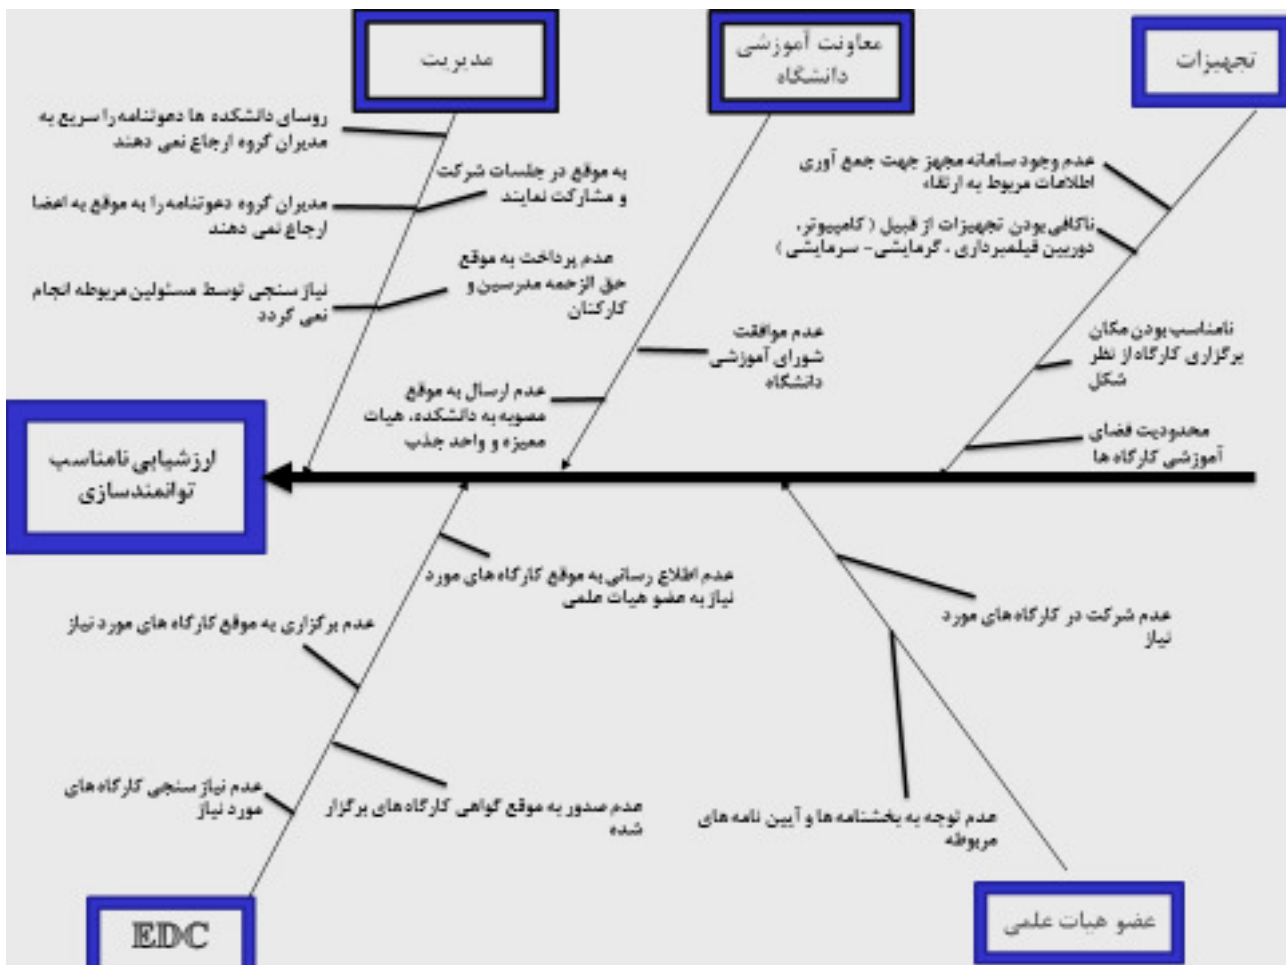 مدیریت
معاونت آموزشی
دانشگاه
تجهیزات
روسای دانشکده ها دعوتنامه را سریع به
مدیران گروه ارجاع نمی دهند
به موقع در جلسات شرکت
و مشارکت نمایند
مدیران گروه دعوتنامه را به موقع به اعضا
ارجاع نمی دهند
عدم پرداخت به موقع
حق الزحمه مدرسین و
کارکنان
نیاز سنجی توسط مسئولین مربوطه انجام
نمی گردد
عدم موافقت
شورای آموزشی
دانشگاه
عدم ارسال به موقع
مصوبه به دانشکده، هیات
ممیزه و واحد جذب
عدم وجود سامانه مجهز جهت جمع آوری
اطلاعات مربوط به ارتقاء
ناکافی بودن تجهیزات از قبیل ( کامپیوتر،
دوربین فیلمبرداری ، گرمایشی- سرمایشی )
نامناسب بودن مکان
برگزاری کارگاه از نظر
شکل
محدودیت فضای
آموزشی کارگاه ها
ارزشیابی نامناسب
توانمندسازی
عدم اطلاع رسانی به موقع کارگاه های مورد
نیاز به عضو هیات علمی
عدم برگزاری به موقع کارگاه های مورد نیاز
عدم نیاز سنجی کارگاه های
مورد نیاز
عدم صدور به موقع گواهی کارگاه های برگزار
شده
عدم شرکت در کارگاه های مورد
نیاز
عدم توجه به بخشنامه ها و آیین نامه های
مربوطه
EDC
عضو هیات علمی